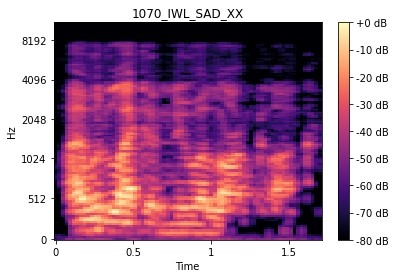 1070_IWL_SAD_XX
+0 dB
8192
-10 dB
4096
-20 dB
-30 dB
2048
Hz
-40 dB
1024
-50 dB
512
-60 dB
-70 dB
0
-80 dB
0
0.5
1
1.5
Time